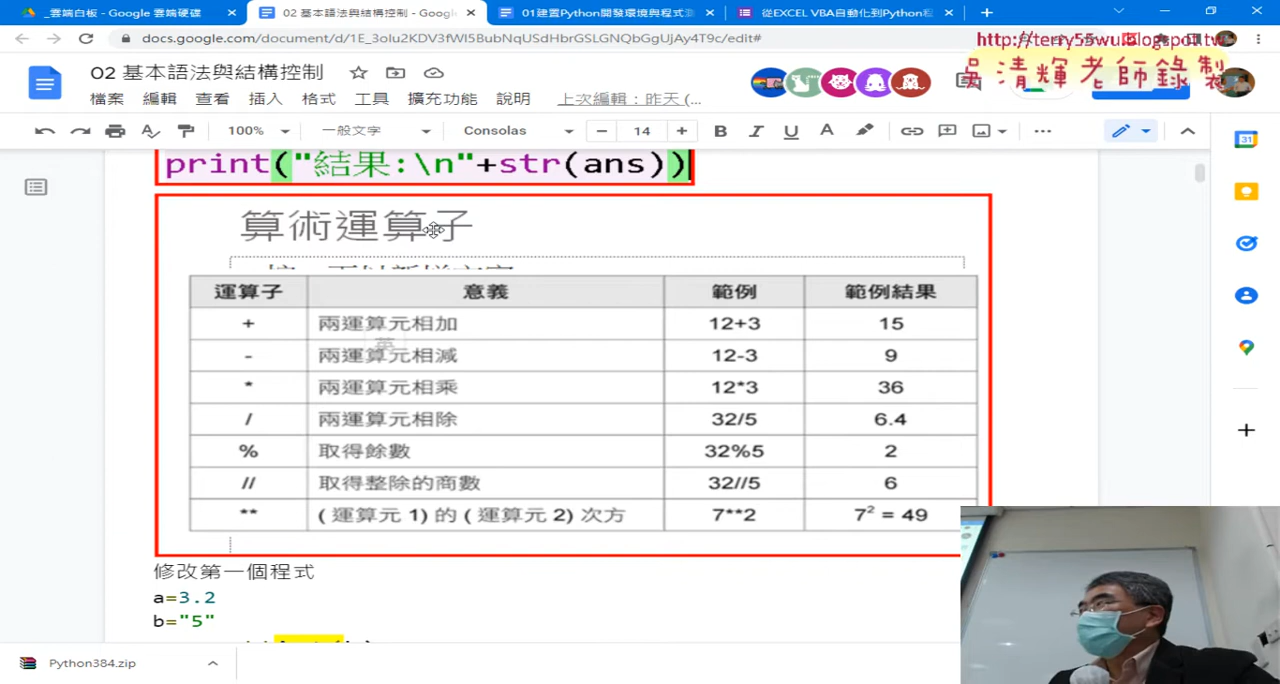 _雲端白板 - Google 雲端硬碟
02 基本語法與結構控制 - Googl
01建置Python開發環境與程式測
從EXCEL VBA自動化到Python程
docs.google.com/document/d/1E_3olu2KDV3fWI5BubNqUSdHbrGSLGNQbGgUjAy4T9c/edit#
http://terry55wu.blogspot.tw
吳清輝老師錄製
02 基本語法與結構控制
檔案 編輯 查看 插入 格式 工具 擴充功能 說明 上次編輯：昨天 (...
100% 一般文字 Consolas - 14 + B I U A
print("結果:\n"+str(ans))
算術運算子
運算子 意義 範例 範例結果
+ 兩運算元相加 12+3 15
- 兩運算元相減 12-3 9
* 兩運算元相乘 12*3 36
/ 兩運算元相除 32/5 6.4
% 取得餘數 32%5 2
// 取得整除的商數 32//5 6
** ( 運算元 1) 的 ( 運算元 2) 次方 7**2 7² = 49
修改第一個程式
a=3.2
b="5"
Python384.zip